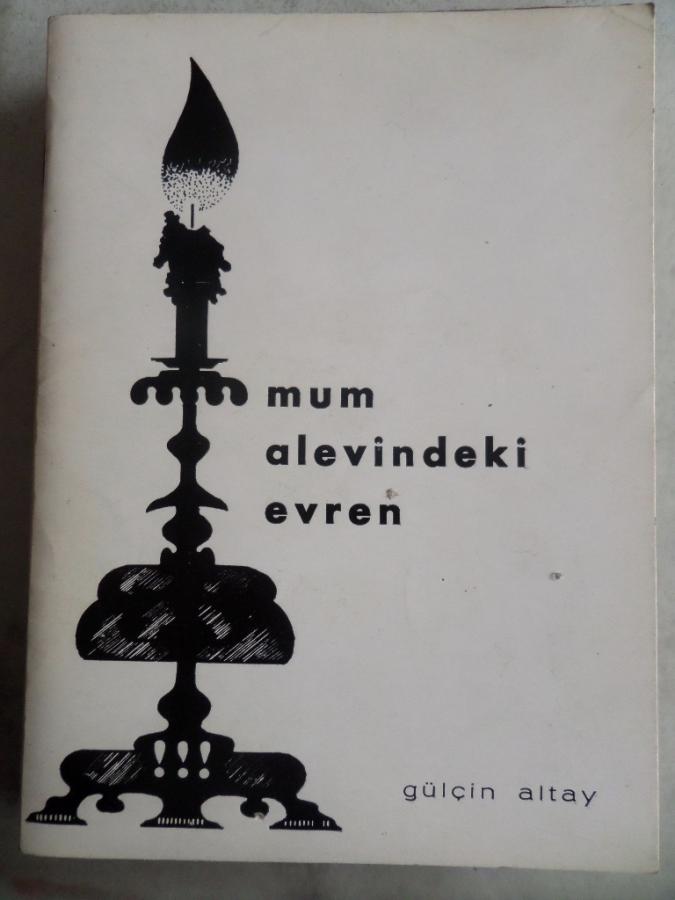 mum
alevindeki
evren
gülçin altay